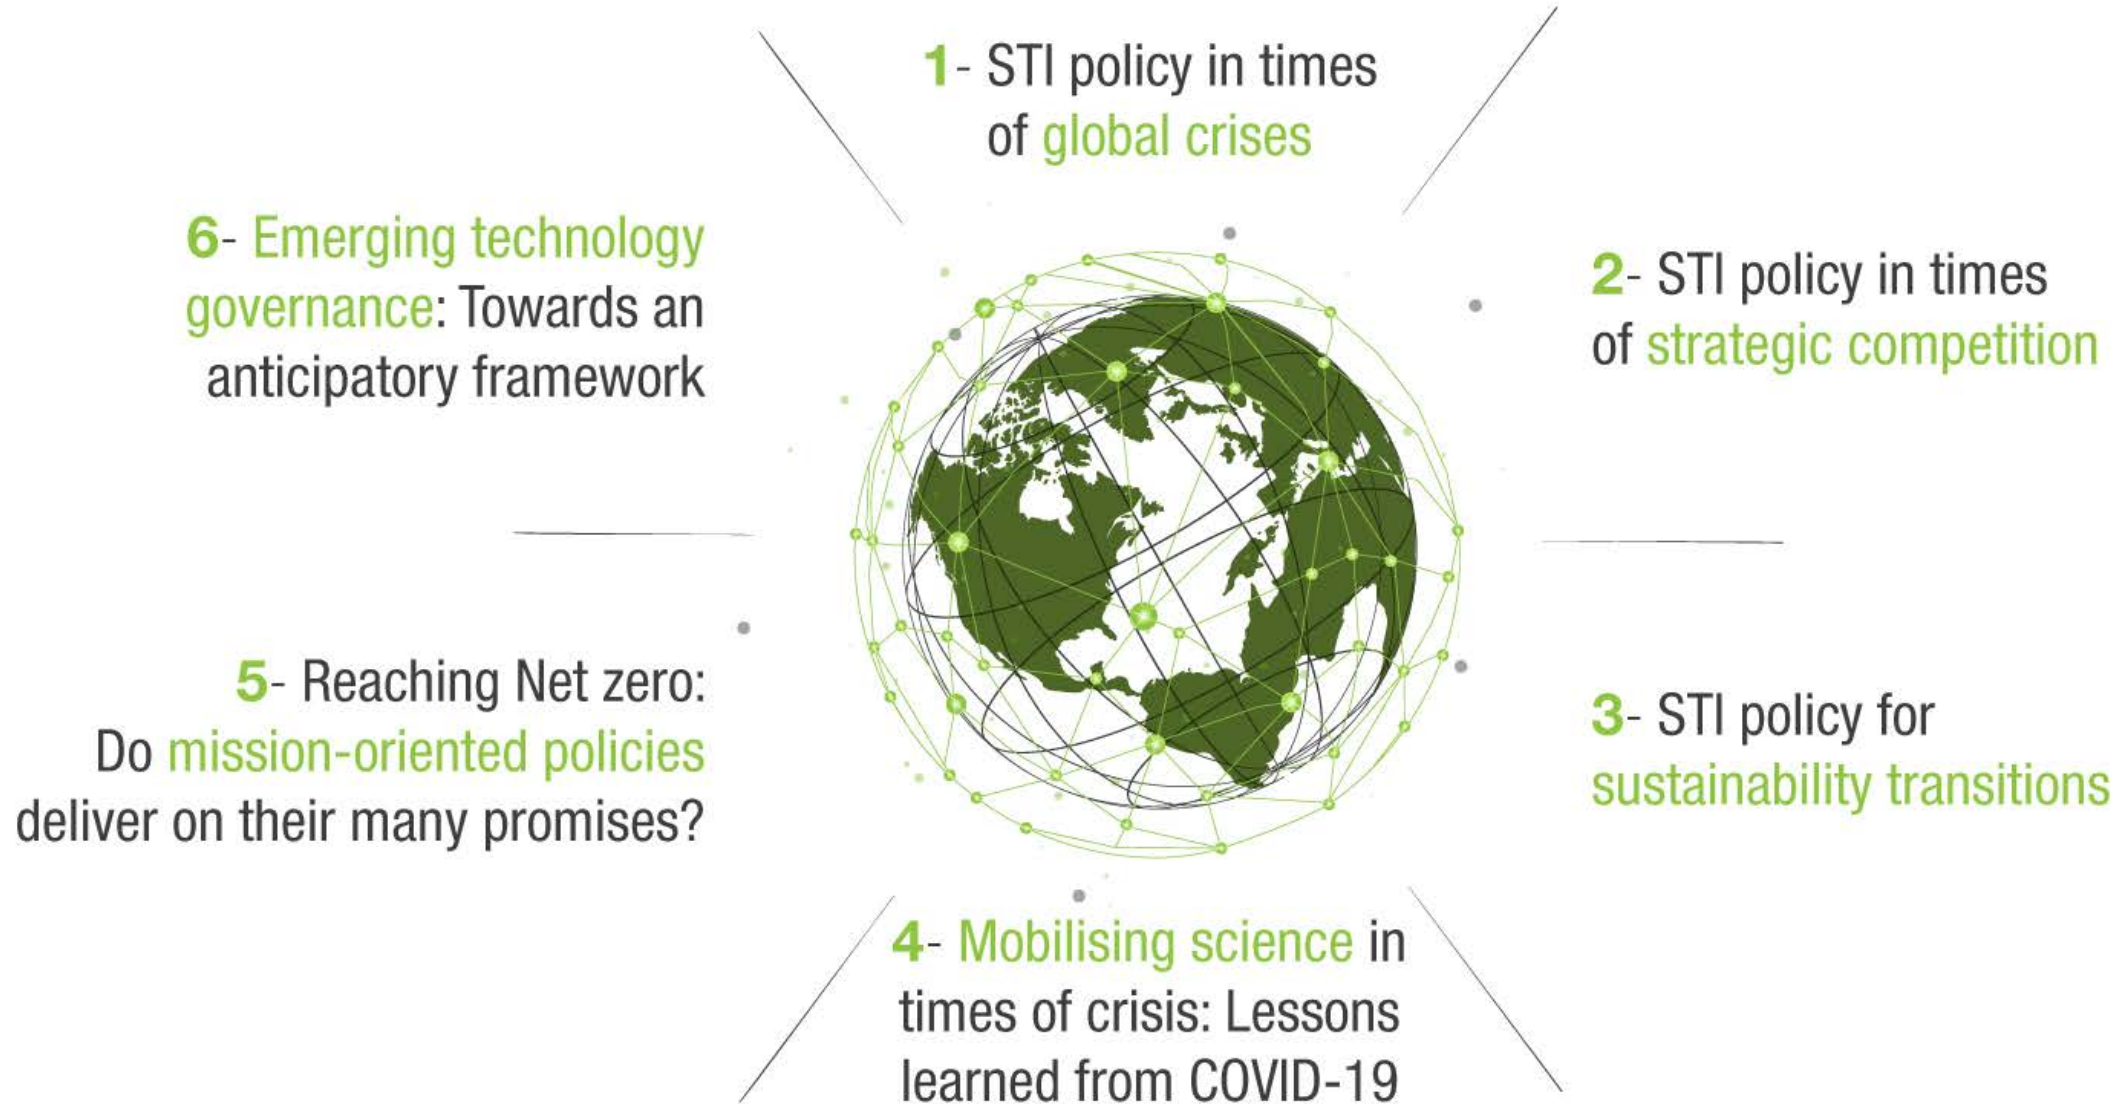 1- STI policy in times
of global crises
2- STI policy in times
of strategic competition
3- STI policy for
sustainability transitions
4- Mobilising science in
times of crisis: Lessons
learned from COVID-19
5- Reaching Net zero:
Do mission-oriented policies
deliver on their many promises?
6- Emerging technology
governance: Towards an
anticipatory framework